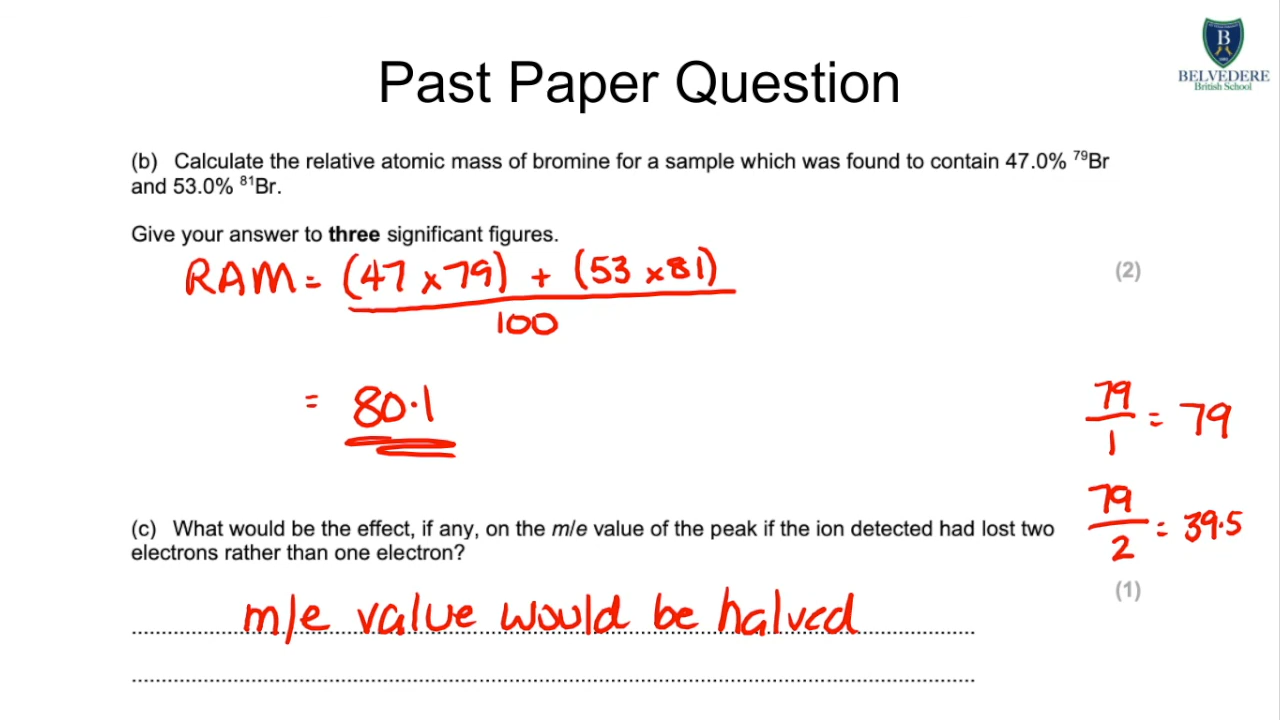 BELVEDERE
British School
Past Paper Question
(b) Calculate the relative atomic mass of bromine for a sample which was found to contain 47.0% ⁷⁹Br
and 53.0% ⁸¹Br.
Give your answer to three significant figures.
RAM = (47 x 79) + (53 x 81)
100
(2)
= 80.1
79
1
= 79
79
2
= 39.5
(c) What would be the effect, if any, on the m/e value of the peak if the ion detected had lost two
electrons rather than one electron?
(1)
m/e value would be halved